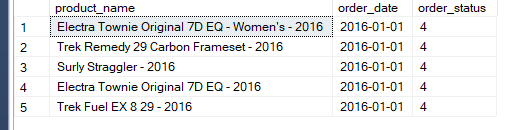 product_name order_date order_status
1 Electra Townie Original 7D EQ - Women's - 2016 2016-01-01 4
2 Trek Remedy 29 Carbon Frameset - 2016 2016-01-01 4
3 Surly Straggler - 2016 2016-01-01 4
4 Electra Townie Original 7D EQ - 2016 2016-01-01 4
5 Trek Fuel EX 8 29 - 2016 2016-01-01 4